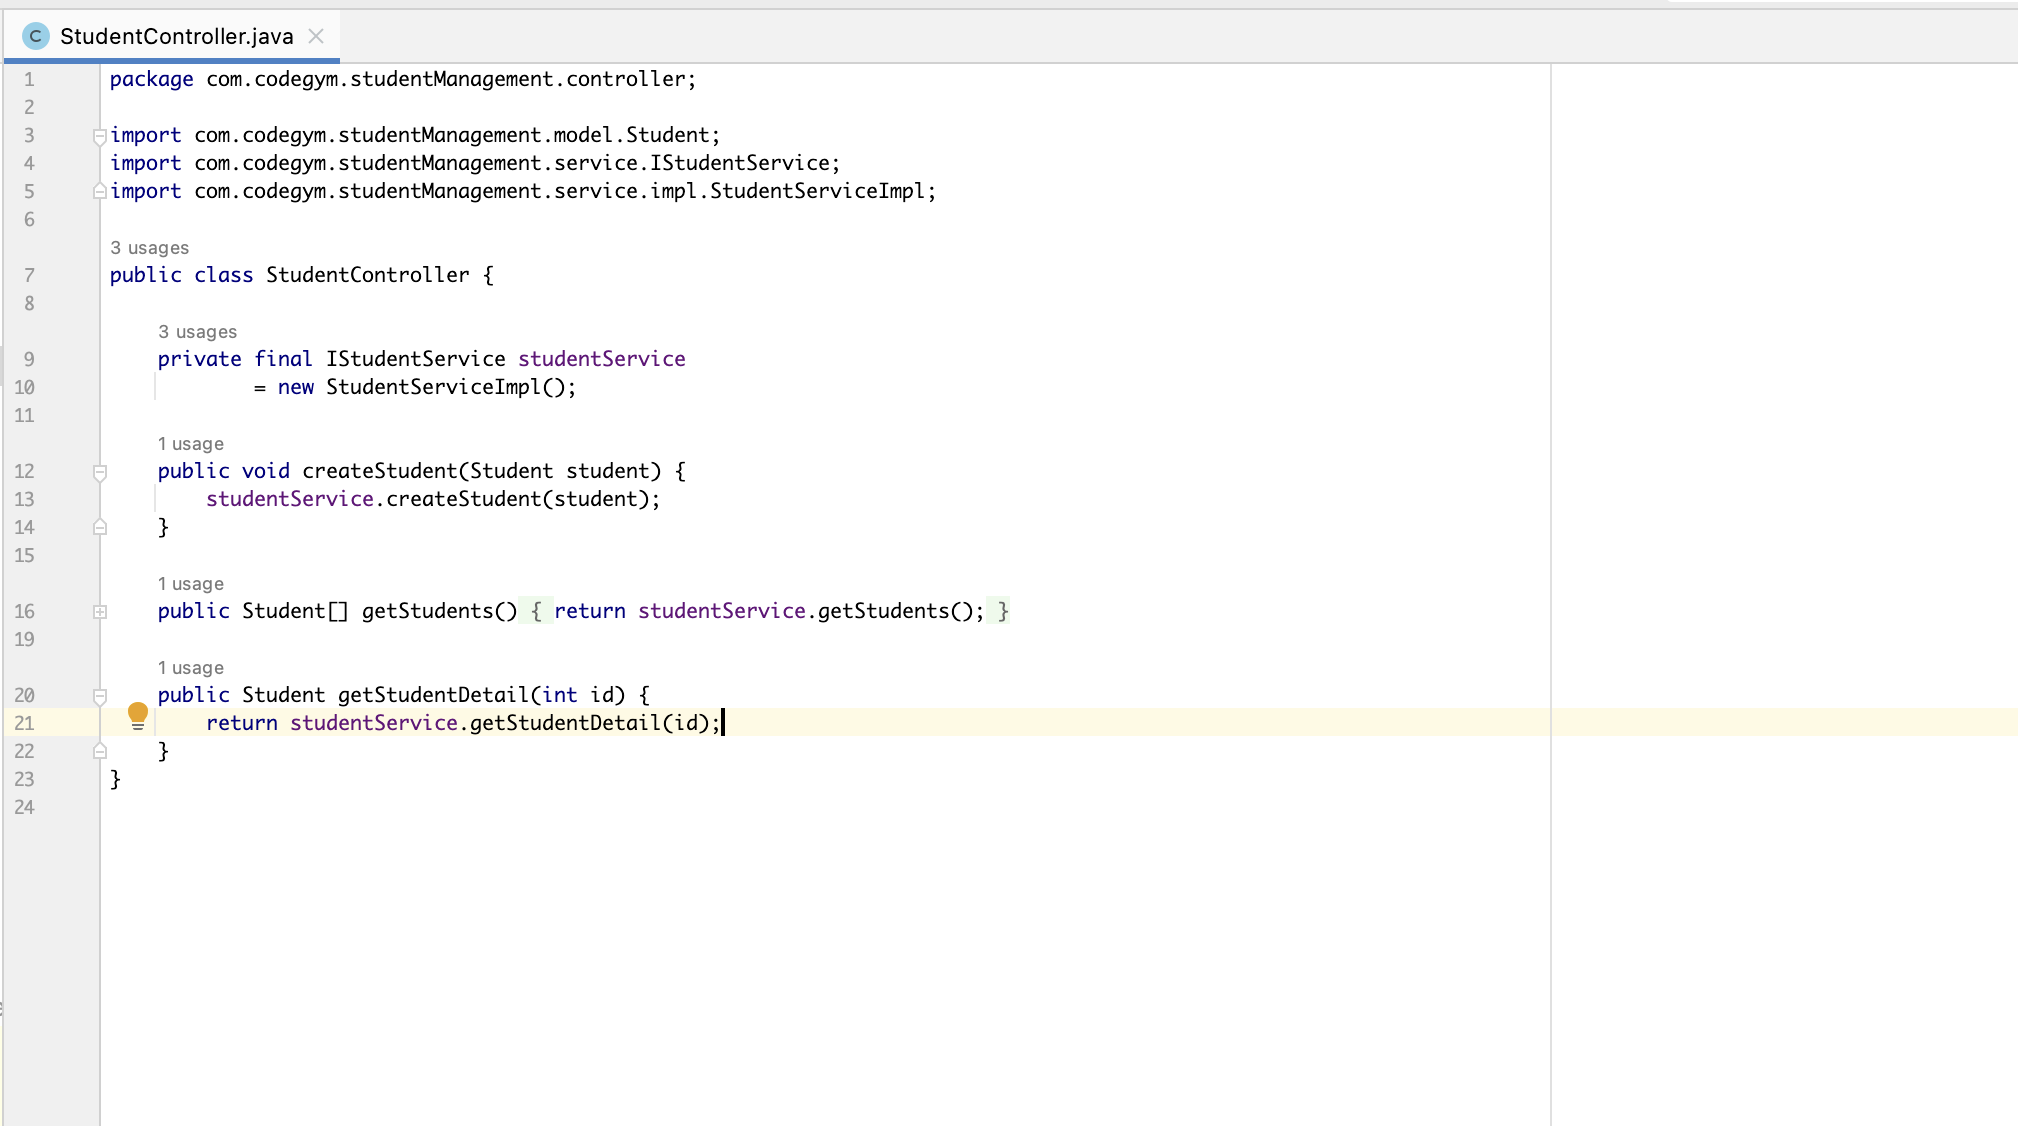 C StudentController.java
1 package com.codegym.studentManagement.controller;
2
3 import com.codegym.studentManagement.model.Student;
4 import com.codegym.studentManagement.service.IStudentService;
5 import com.codegym.studentManagement.service.impl.StudentServiceImpl;
6
3 usages
7 public class StudentController {
8
3 usages
9 private final IStudentService studentService
10 = new StudentServiceImpl();
11
1 usage
12 public void createStudent(Student student) {
13 studentService.createStudent(student);
14 }
15
1 usage
16 public Student[] getStudents() { return studentService.getStudents(); }
19
1 usage
20 public Student getStudentDetail(int id) {
21 return studentService.getStudentDetail(id);
22 }
23 }
24